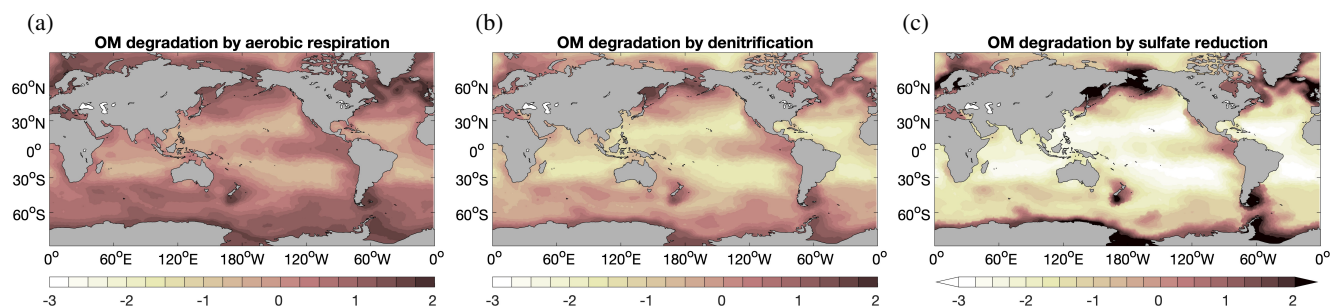 (a)
OM degradation by aerobic respiration
60°N
30°N
0°
30°S
60°S
0° 60°E 120°E 180°W 120°W 60°W 0°
-3 -2 -1 0 1 2
(b)
OM degradation by denitrification
60°N
30°N
0°
30°S
60°S
0° 60°E 120°E 180°W 120°W 60°W 0°
-3 -2 -1 0 1 2
(c)
OM degradation by sulfate reduction
60°N
30°N
0°
30°S
60°S
0° 60°E 120°E 180°W 120°W 60°W 0°
-3 -2 -1 0 1 2